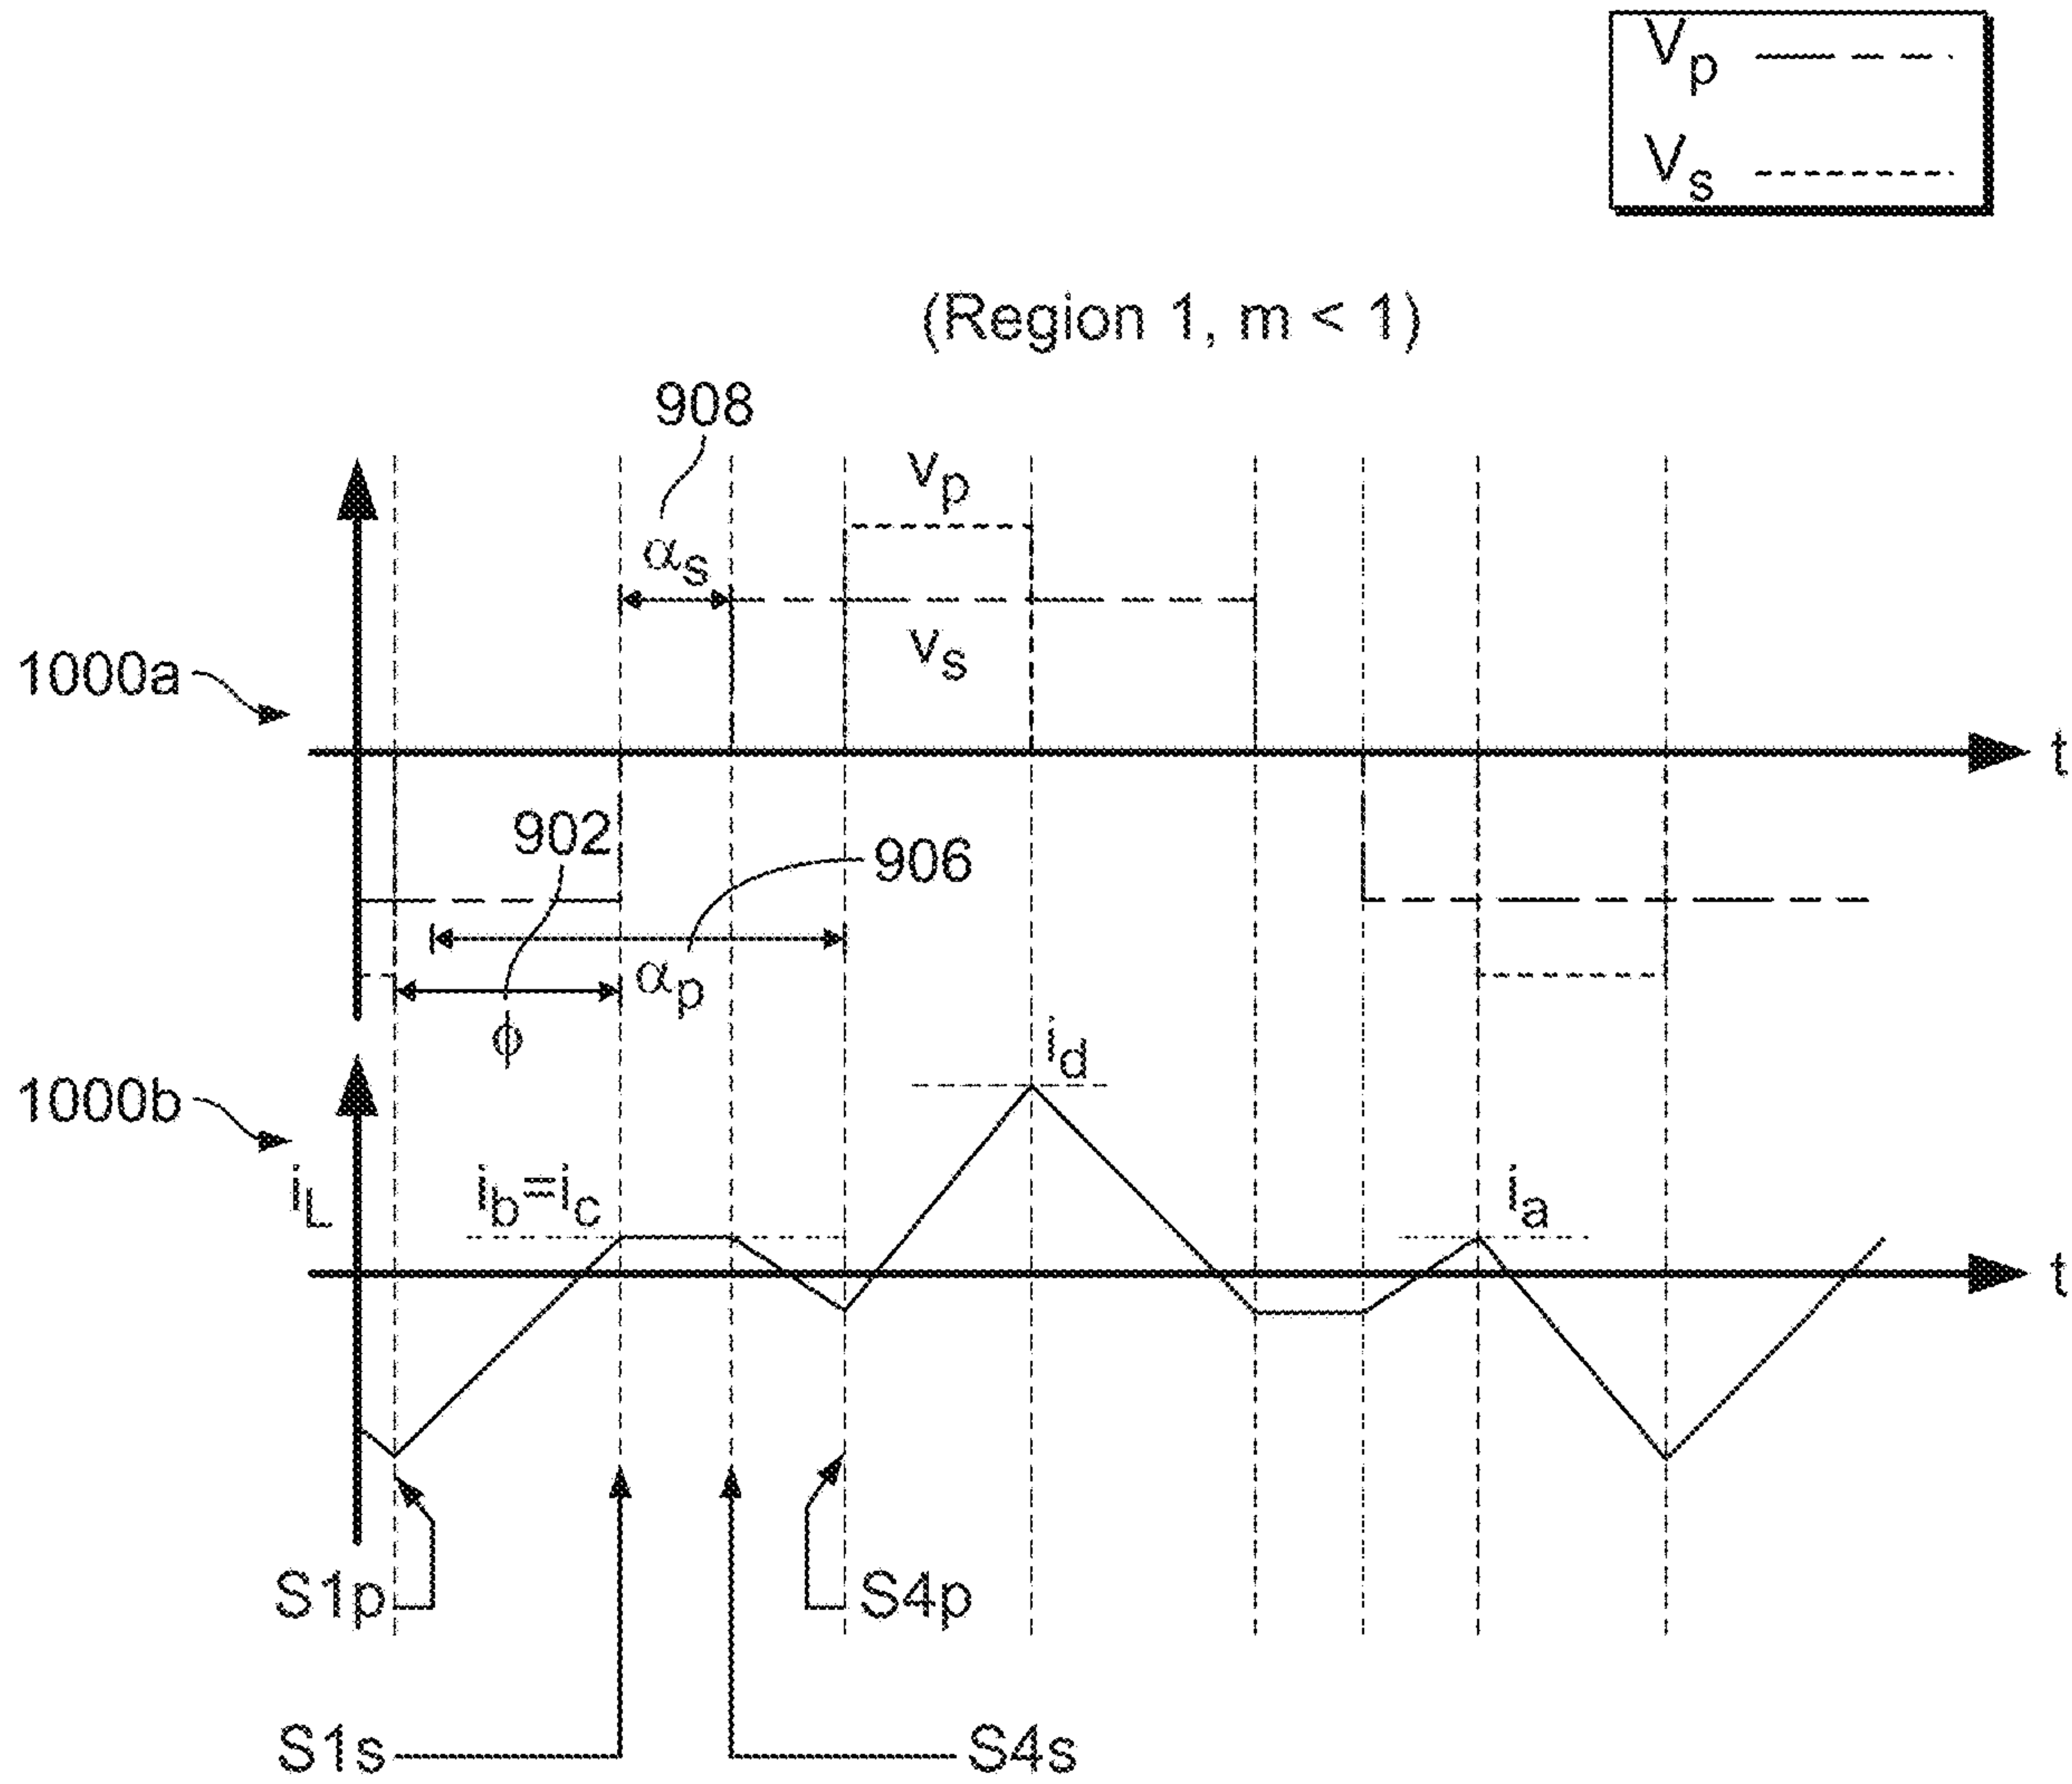 Vp
Vs
(Region 1, m < 1)
908
vp
αs
vs
1000a
t
902
906
αp
ϕ
id
1000b
iL
ib=ic
ia
t
S1p
S4p
S1s
S4s